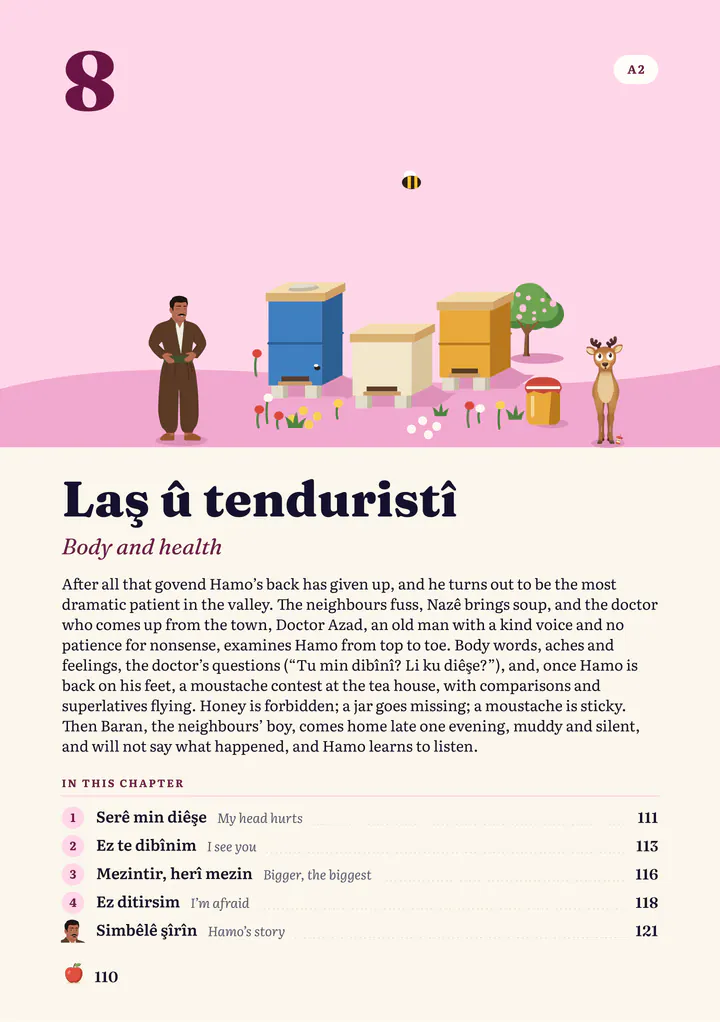 8
A2
Laş û tenduristî
Body and health
After all that govend Hamo’s back has given up, and he turns out to be the most
dramatic patient in the valley. The neighbours fuss, Nazê brings soup, and the doctor
who comes up from the town, Doctor Azad, an old man with a kind voice and no
patience for nonsense, examines Hamo from top to toe. Body words, aches and
feelings, the doctor’s questions (“Tu min dibînî? Li ku diêşe?”), and, once Hamo is
back on his feet, a moustache contest at the tea house, with comparisons and
superlatives flying. Honey is forbidden; a jar goes missing; a moustache is sticky.
Then Baran, the neighbours’ boy, comes home late one evening, muddy and silent,
and will not say what happened, and Hamo learns to listen.
IN THIS CHAPTER
1 Serê min diêşe My head hurts 111
2 Ez te dibînim I see you 113
3 Mezintir, herî mezin Bigger, the biggest 116
4 Ez ditirsim I’m afraid 118
Simbêlê şîrîn Hamo’s story 121
110